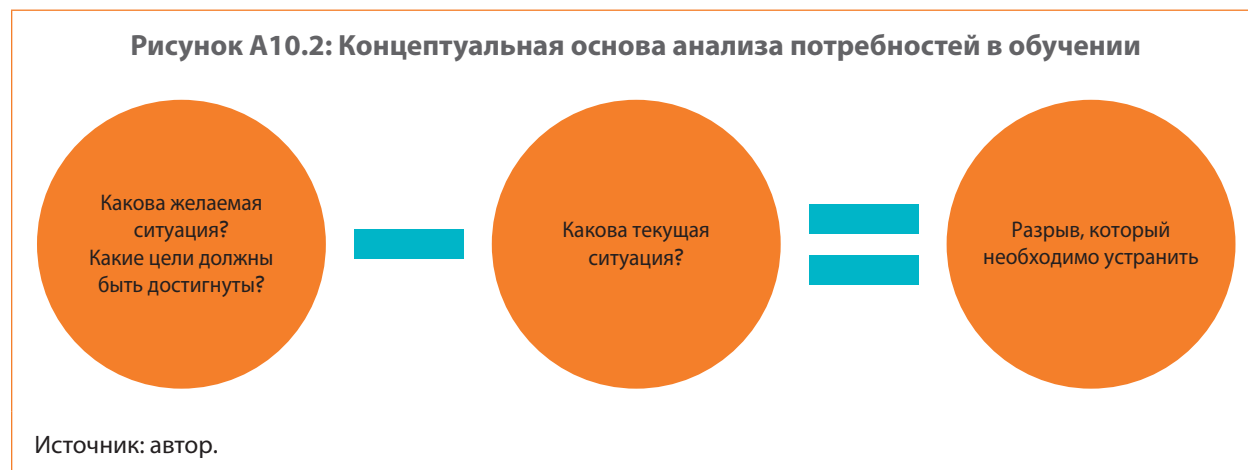 Рисунок A10.2: Концептуальная основа анализа потребностей в обучении
Какова желаемая
ситуация?
Какие цели должны
быть достигнуты?
Какова текущая
ситуация?
Разрыв, который
необходимо устранить
Источник: автор.